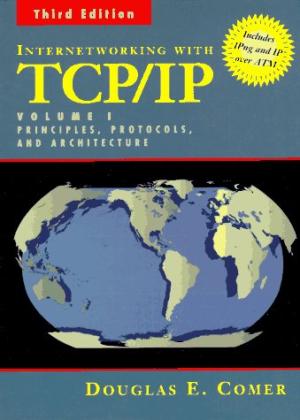 Third Edition
INTERNETWORKING WITH
TCP/IP
VOLUME I
PRINCIPLES, PROTOCOLS,
AND ARCHITECTURE
Includes
IPng and IP
over ATM
DOUGLAS E. COMER